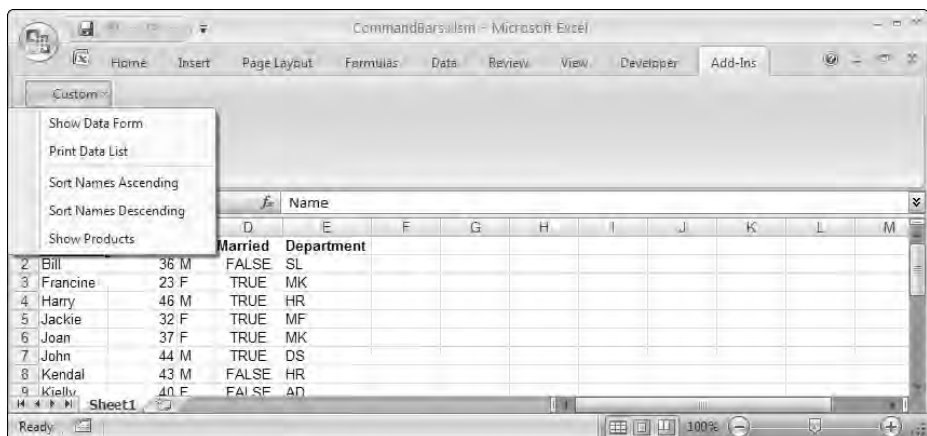 CommandBars.xlsm - Microsoft Excel
Home Insert Page Layout Formulas Data Review View Developer Add-Ins
Custom
Show Data Form
Print Data List
Sort Names Ascending
Sort Names Descending
Show Products
fx Name
D E F G H I J K L M
Married Department
2 Bill 36 M FALSE SL
3 Francine 23 F TRUE MK
4 Harry 46 M TRUE HR
5 Jackie 32 F TRUE MF
6 Joan 37 F TRUE MK
7 John 44 M TRUE DS
8 Kendal 43 M FALSE HR
9 Kielly 40 F FALSE AD
Sheet1
Ready 100%